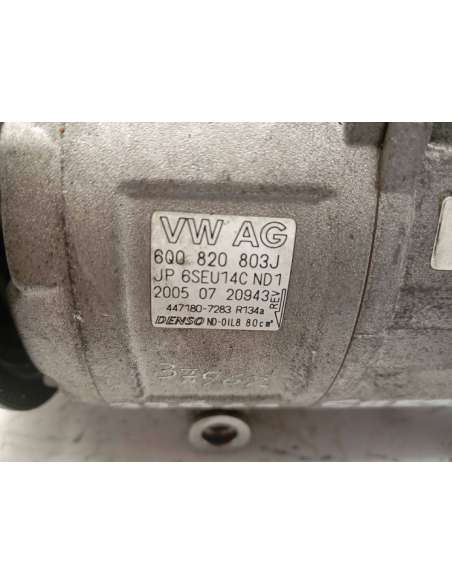 VW AG
6Q0 820 803J
JP 6SEU14C ND1
2005 07 20943
REV
447180-7283 R134a
DENSO ND-OIL8 80cm³